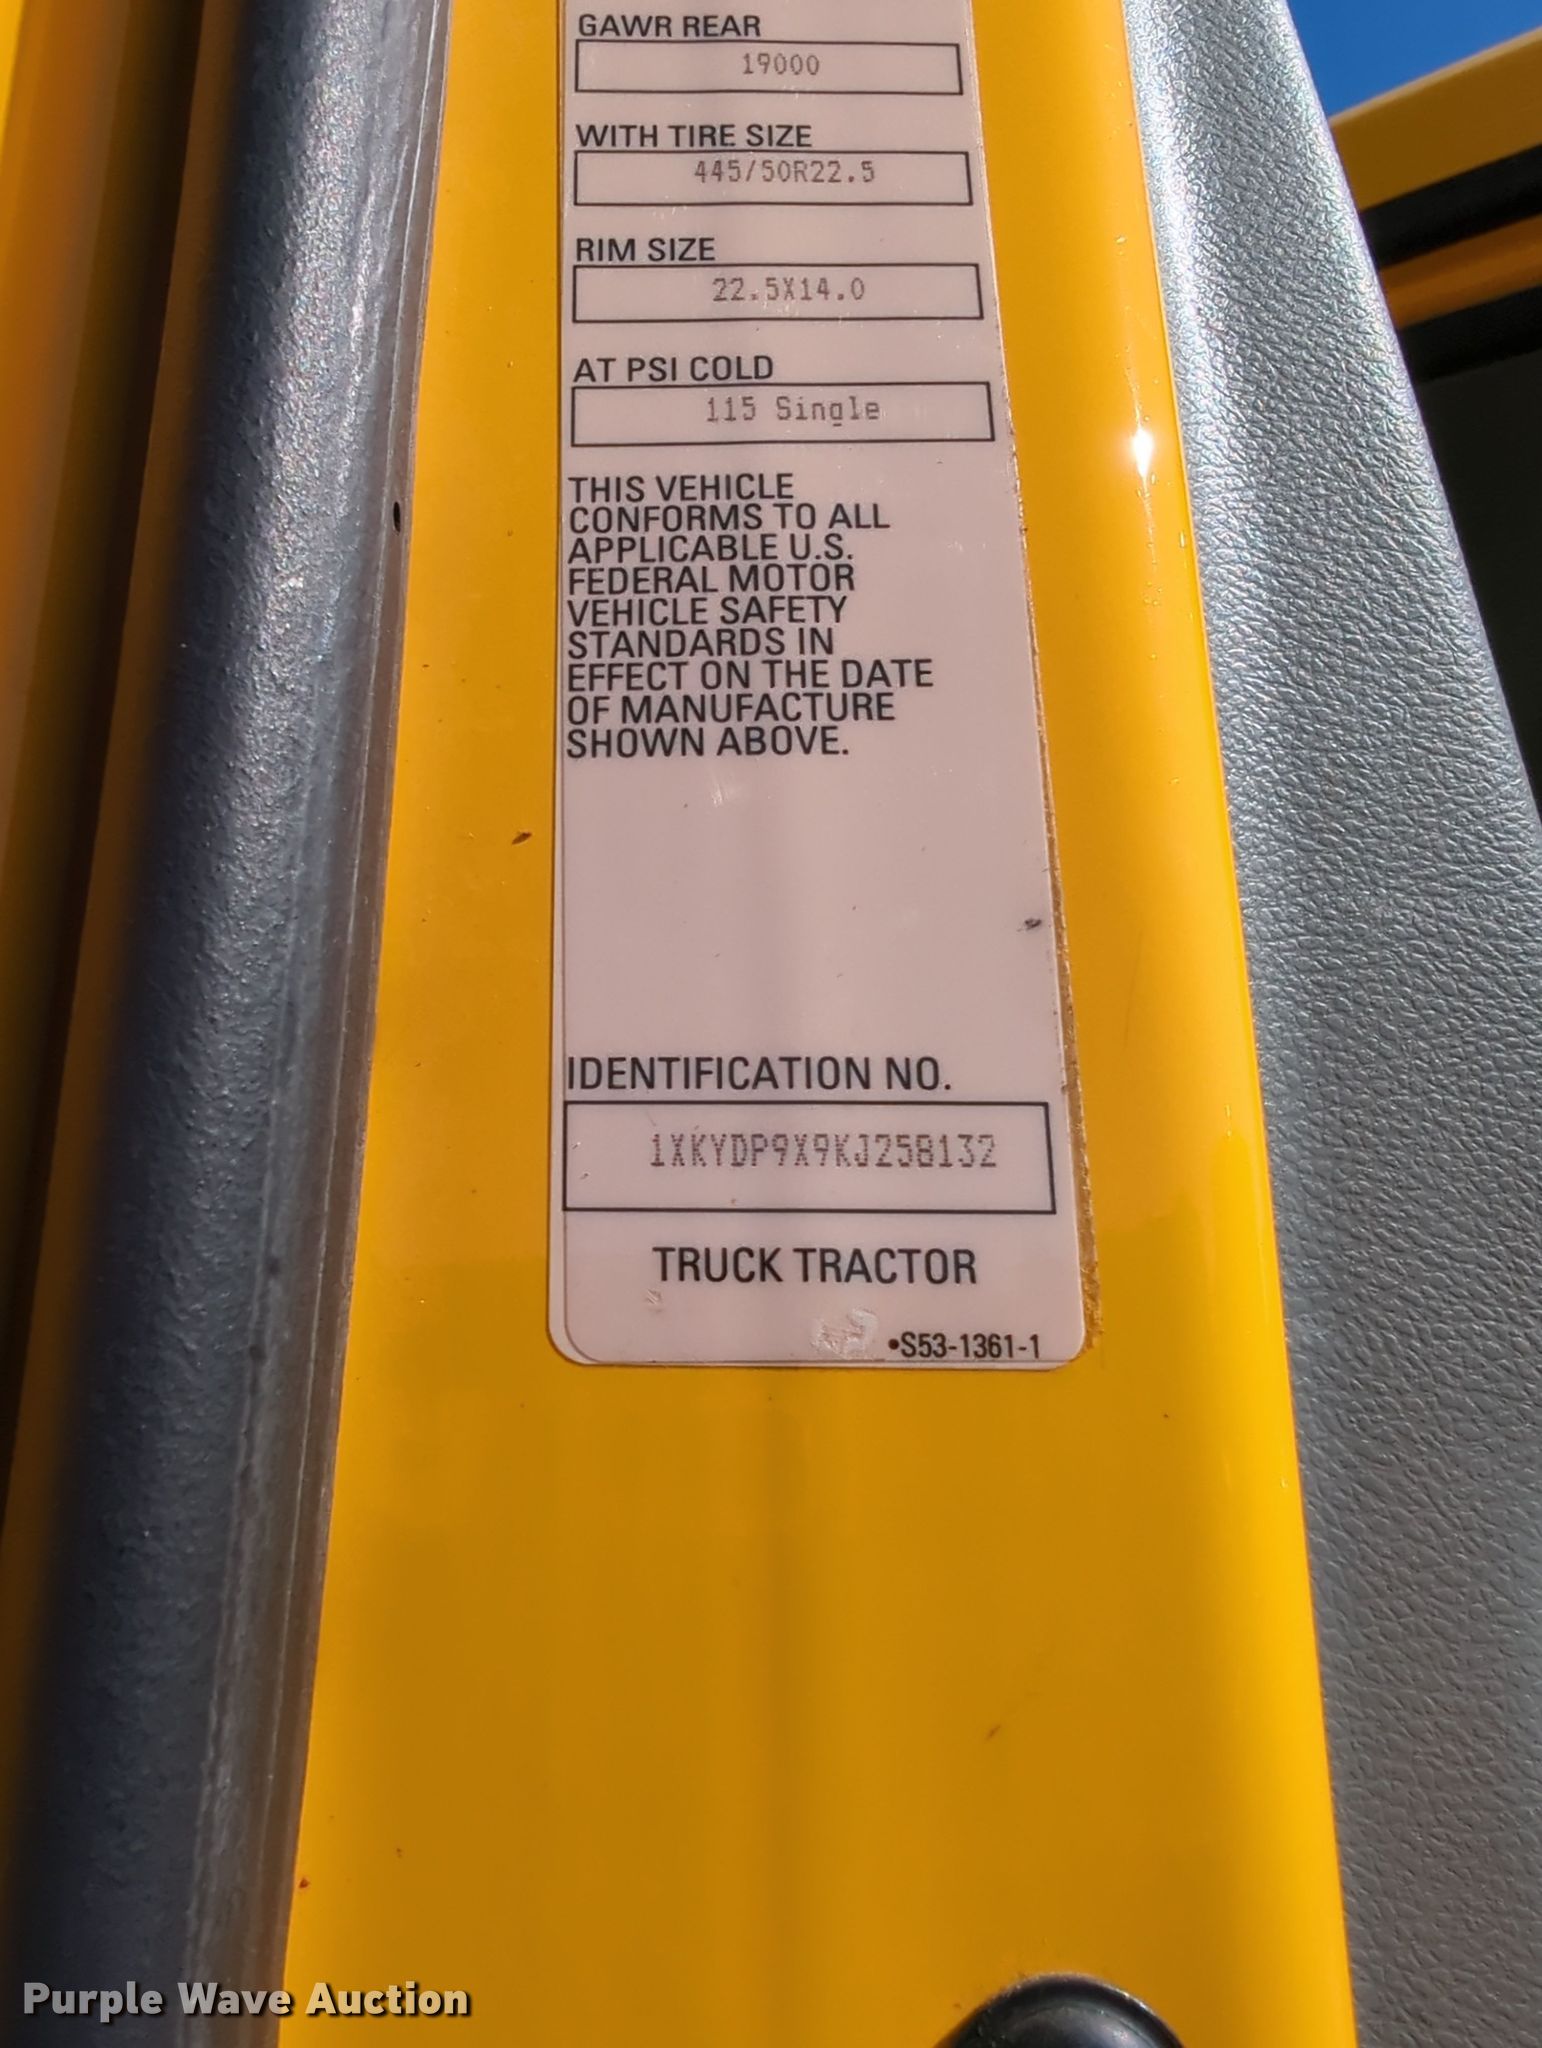 GAWR REAR
19000
WITH TIRE SIZE
445/50R22.5
RIM SIZE
22.5X14.0
AT PSI COLD
115 Single
THIS VEHICLE
CONFORMS TO ALL
APPLICABLE U.S.
FEDERAL MOTOR
VEHICLE SAFETY
STANDARDS IN
EFFECT ON THE DATE
OF MANUFACTURE
SHOWN ABOVE.
IDENTIFICATION NO.
1XKYDP9X9KJ258132
TRUCK TRACTOR
•S53-1361-1
Purple Wave Auction